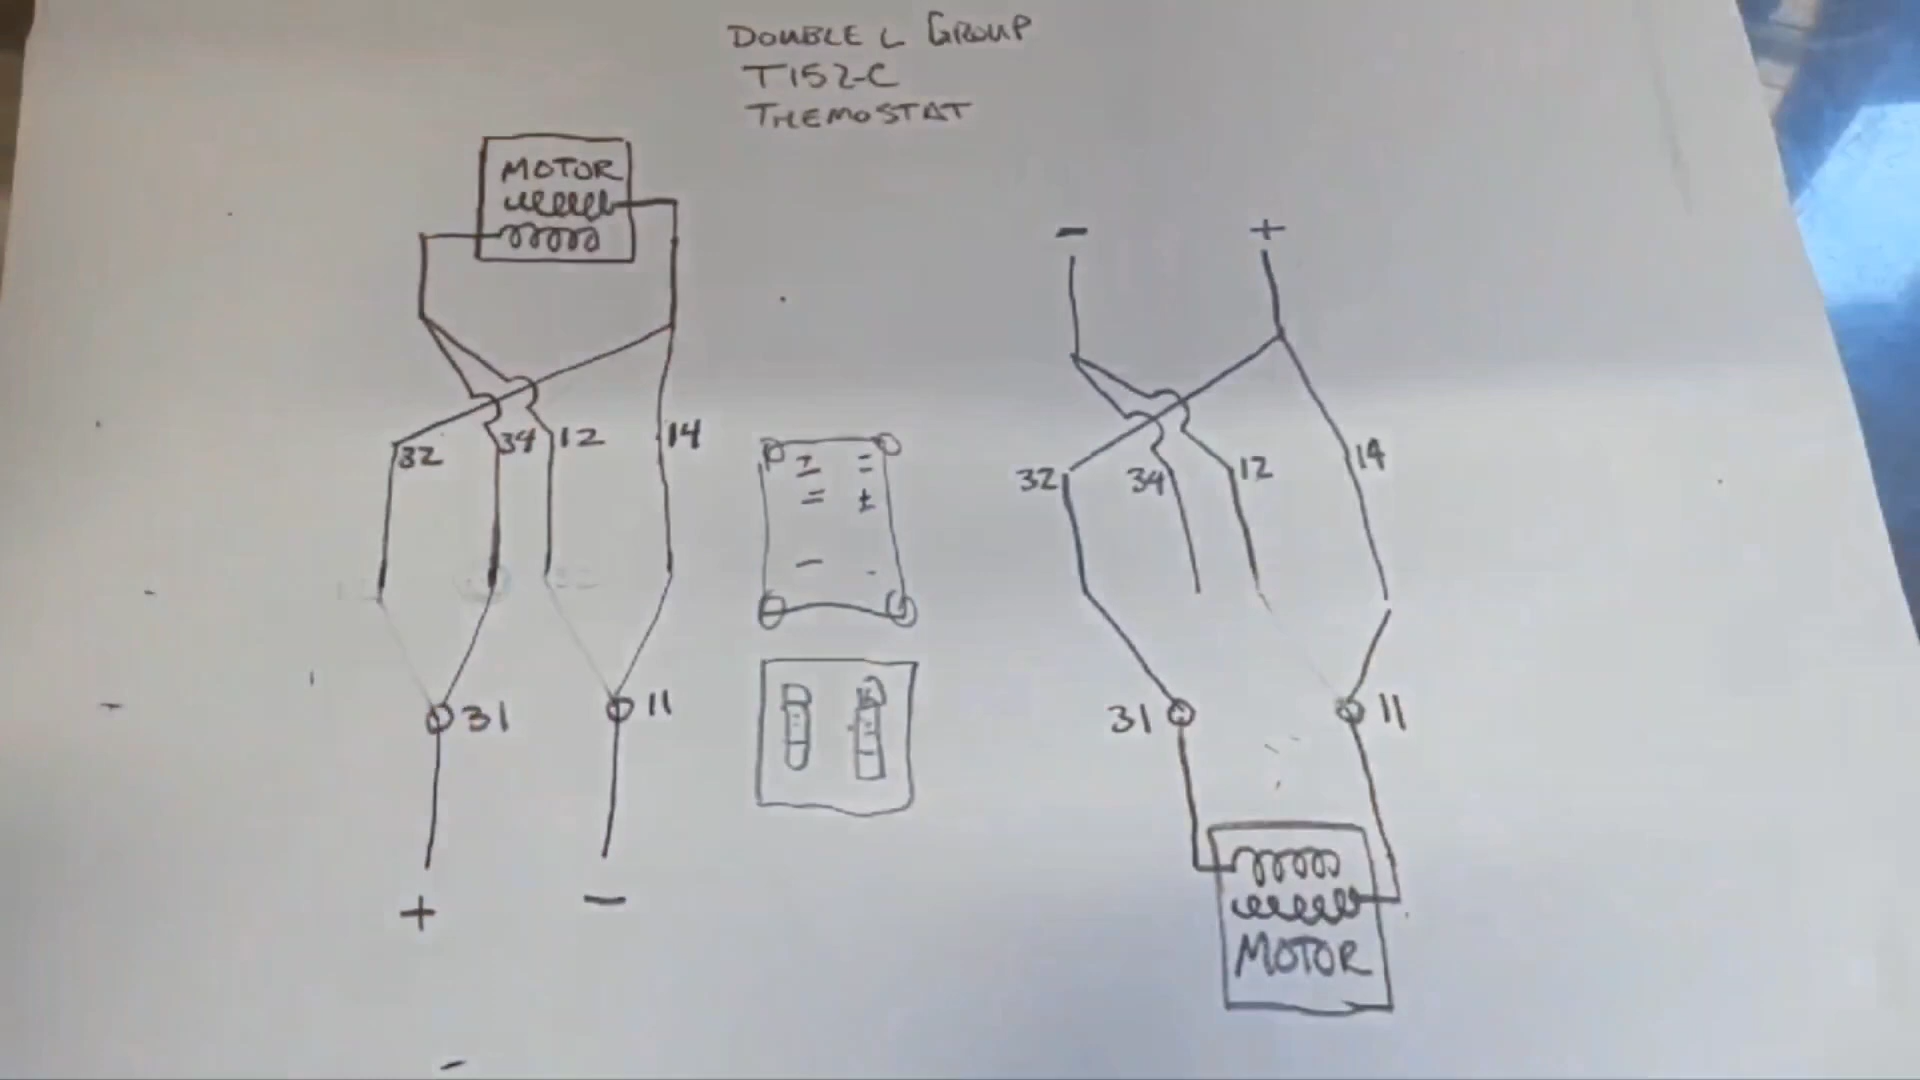 DOUBLE L GROUP
T152-C
THEMOSTAT
MOTOR
- +
32 34 12 14
32 34 12 14
31 11
31 11
+ -
MOTOR